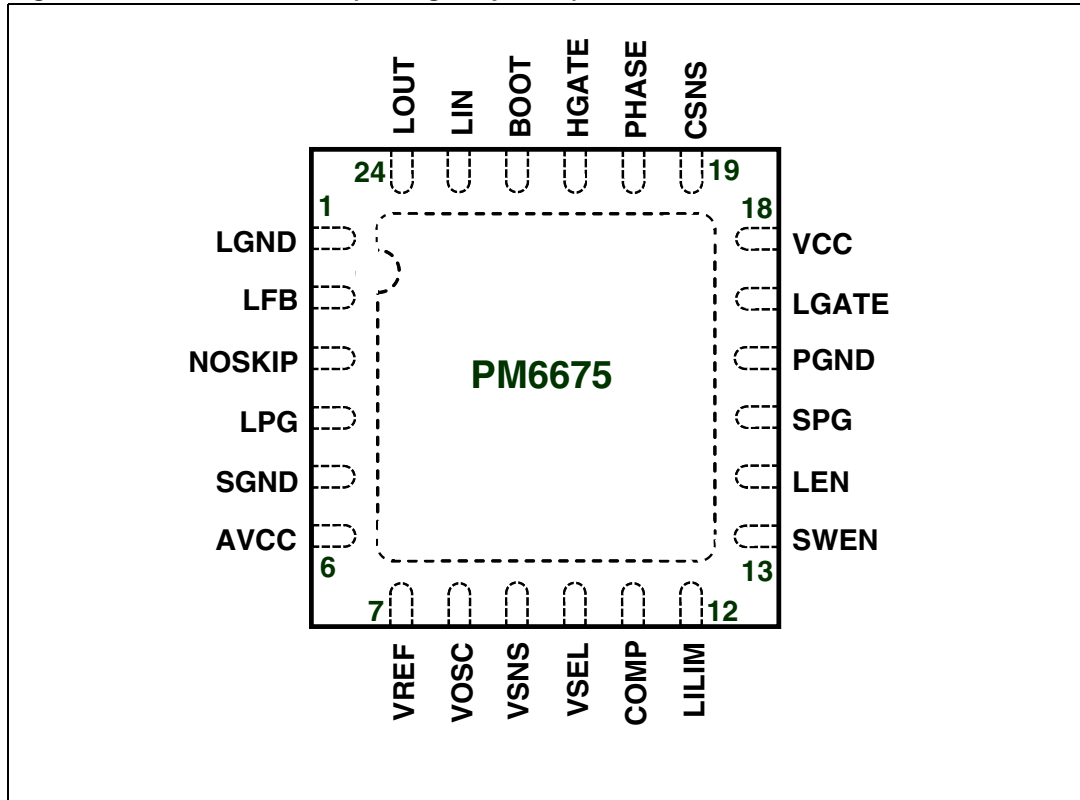 LOUT
LIN
BOOT
HGATE
PHASE
CSNS
24
19
1
18
LGND
VCC
LFB
LGATE
NOSKIP
PGND
PM6675
LPG
SPG
SGND
LEN
AVCC
SWEN
6
13
7
12
VREF
VOSC
VSNS
VSEL
COMP
LILIM